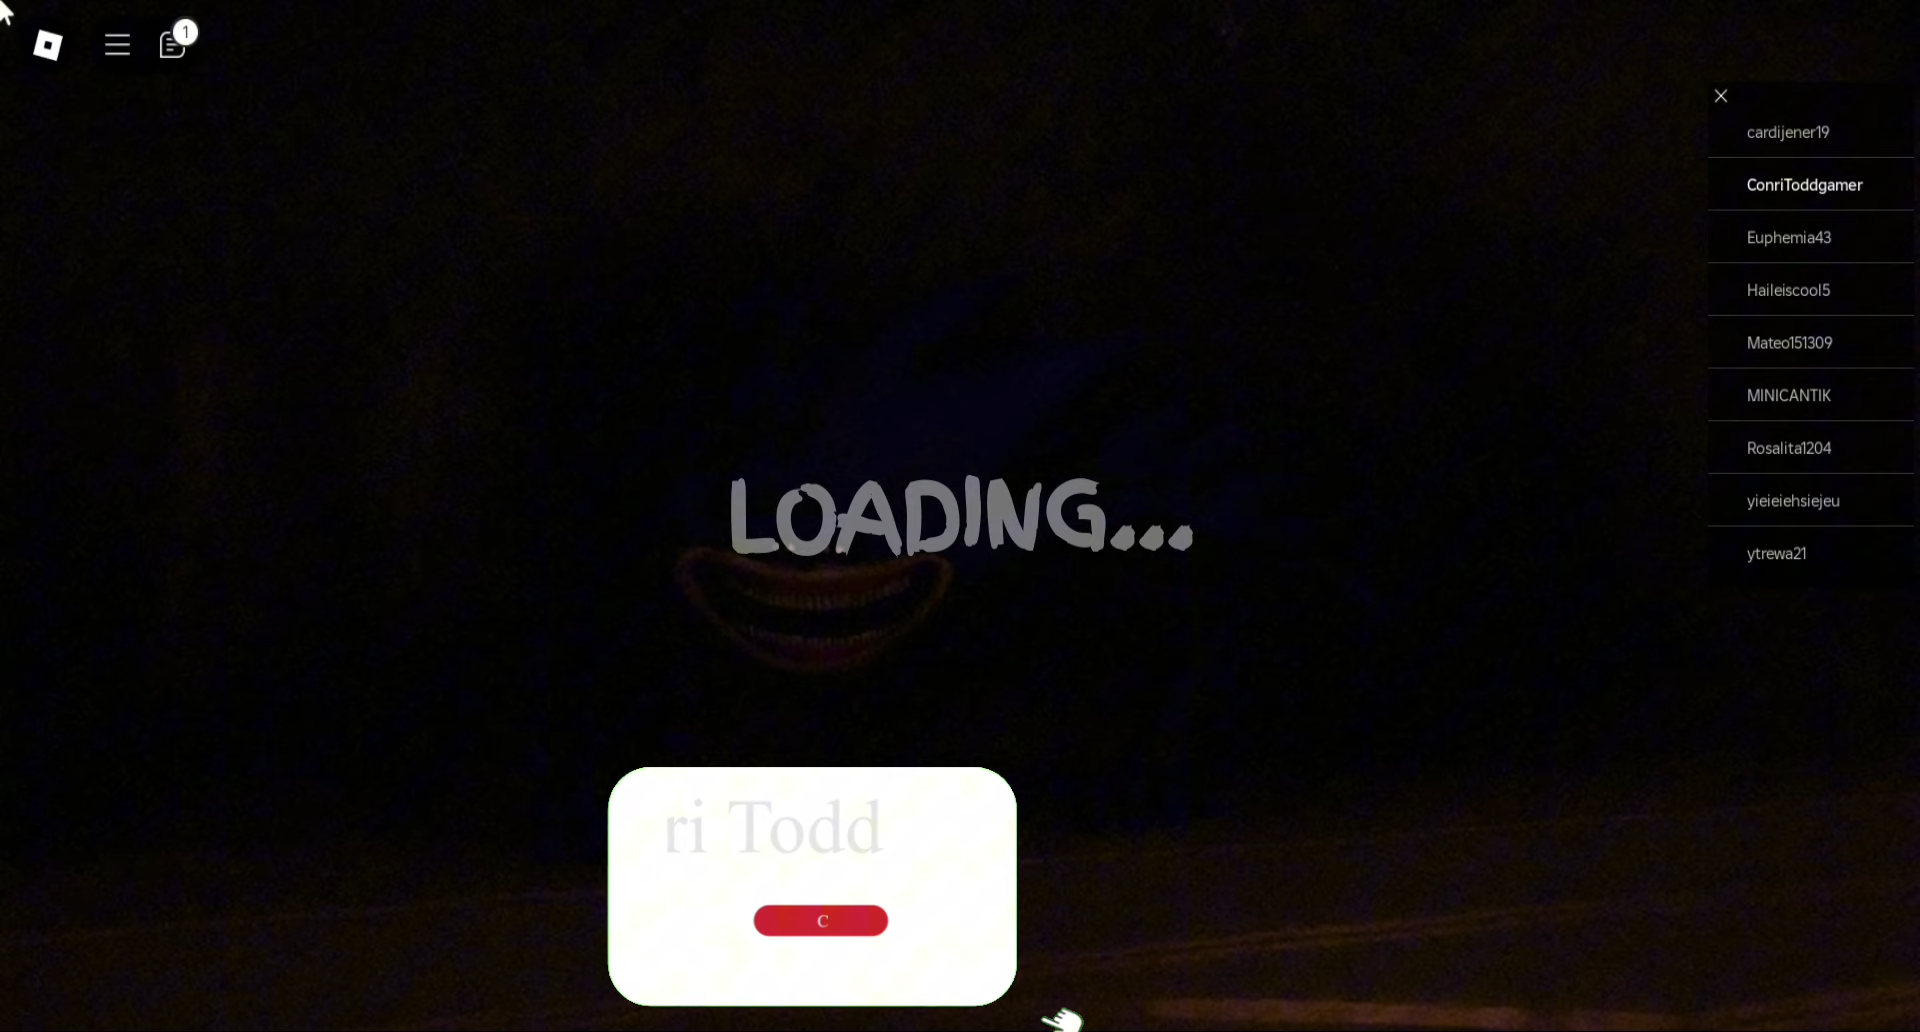 1
cardijener19
ConriToddgamer
Euphemia43
Haileiscool5
Mateo151309
MINICANTIK
Rosalita1204
yieieiehsiejeu
ytrewa21
LOADING...
ri Todd
C